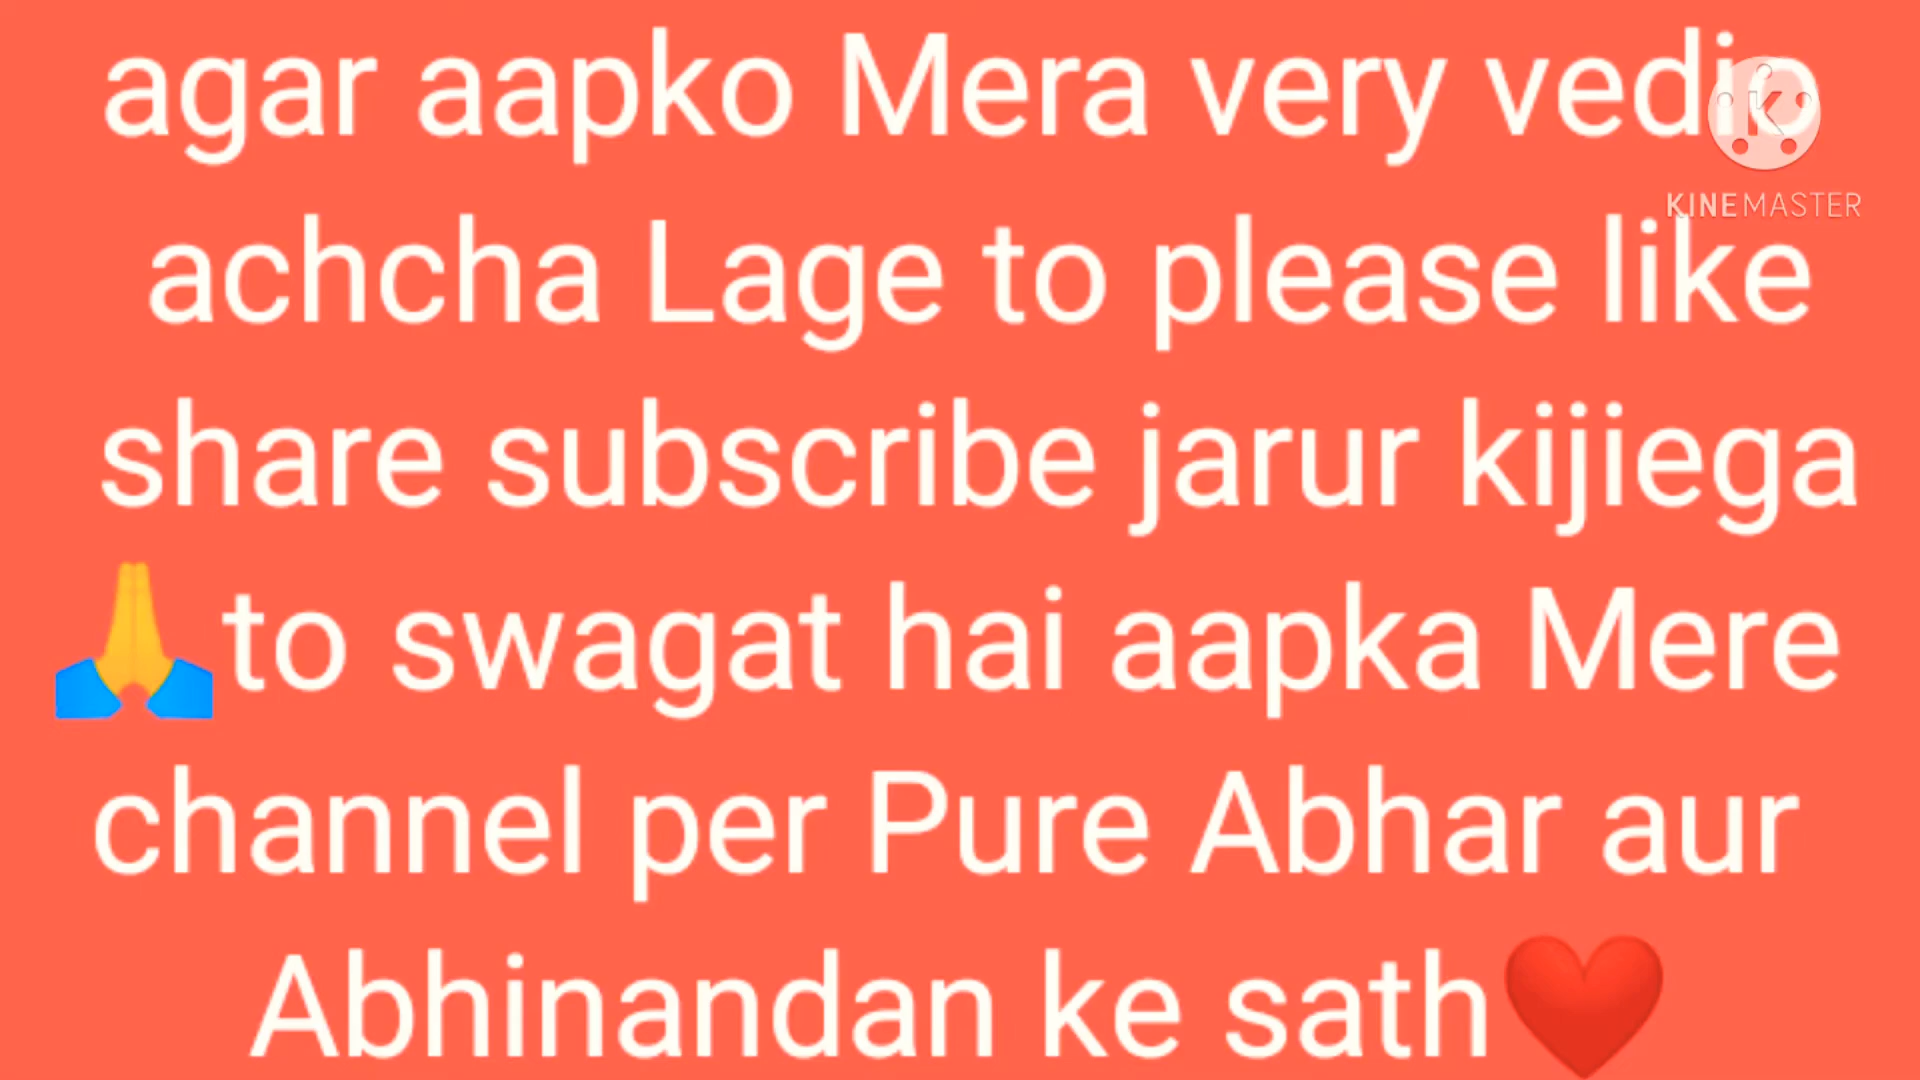 agar aapko Mera very vedio
KINEMASTER
achcha Lage to please like
share subscribe jarur kijiega
🙏to swagat hai aapka Mere
channel per Pure Abhar aur
Abhinandan ke sath❤️